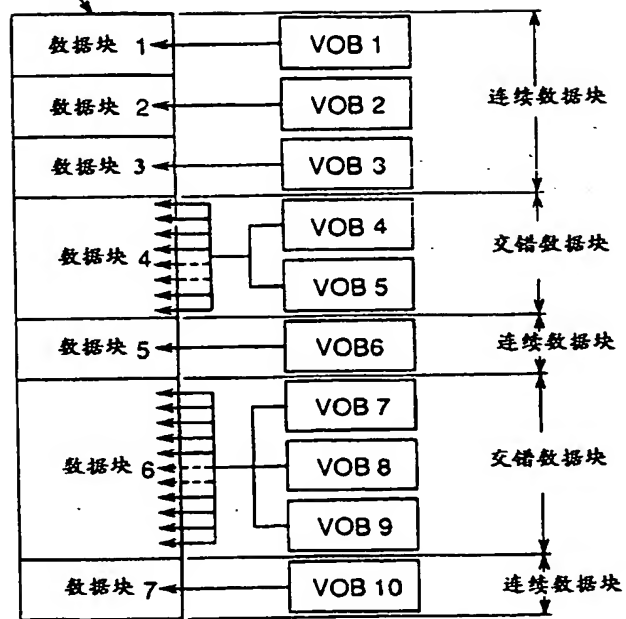 数据块 1
VOB 1
数据块 2
VOB 2
连续数据块
数据块 3
VOB 3
数据块 4
VOB 4
VOB 5
交错数据块
数据块 5
VOB6
连续数据块
数据块 6
VOB 7
VOB 8
VOB 9
交错数据块
数据块 7
VOB 10
连续数据块